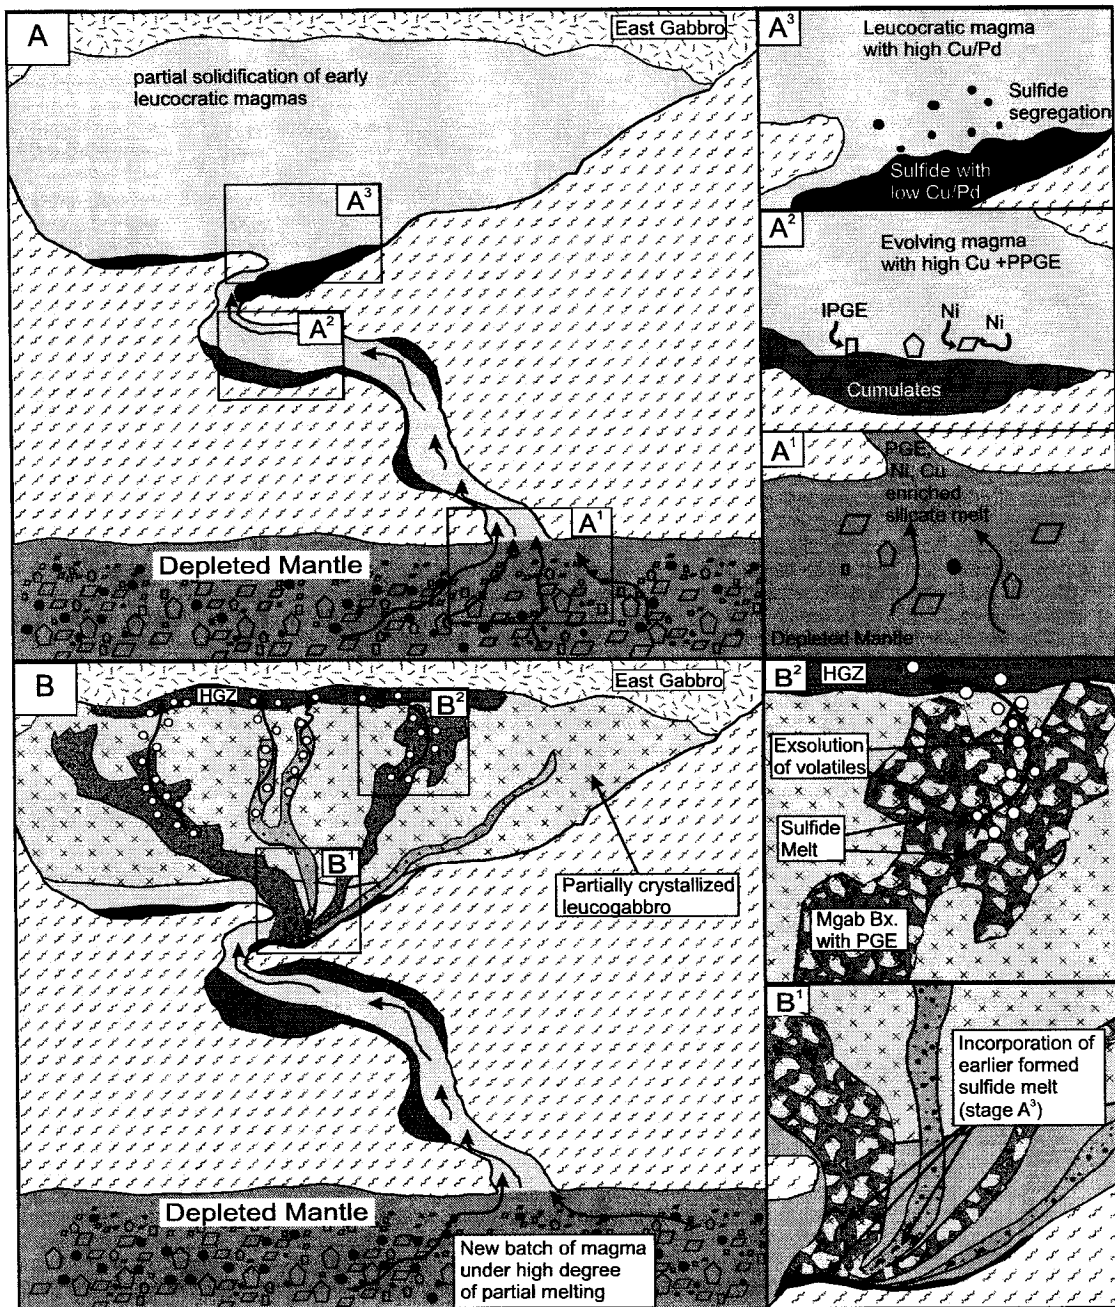 A
East Gabbro
partial solidification of early
leucocratic magmas
A³
A²
A¹
Depleted Mantle
A³
Leucocratic magma
with high Cu/Pd
Sulfide
segregation
Sulfide with
low Cu/Pd
A²
Evolving magma
with high Cu +PPGE
IPGE
Ni
Ni
Cumulates
A¹
PGE,
Ni, Cu
enriched
silicate melt
Depleted Mantle
B
East Gabbro
HGZ
B²
B¹
Partially crystallized
leucogabbro
Depleted Mantle
New batch of magma
under high degree
of partial melting
B²
HGZ
Exsolution
of volatiles
Sulfide
Melt
Mgab Bx.
with PGE
B¹
Incorporation of
earlier formed
sulfide melt
(stage A³)